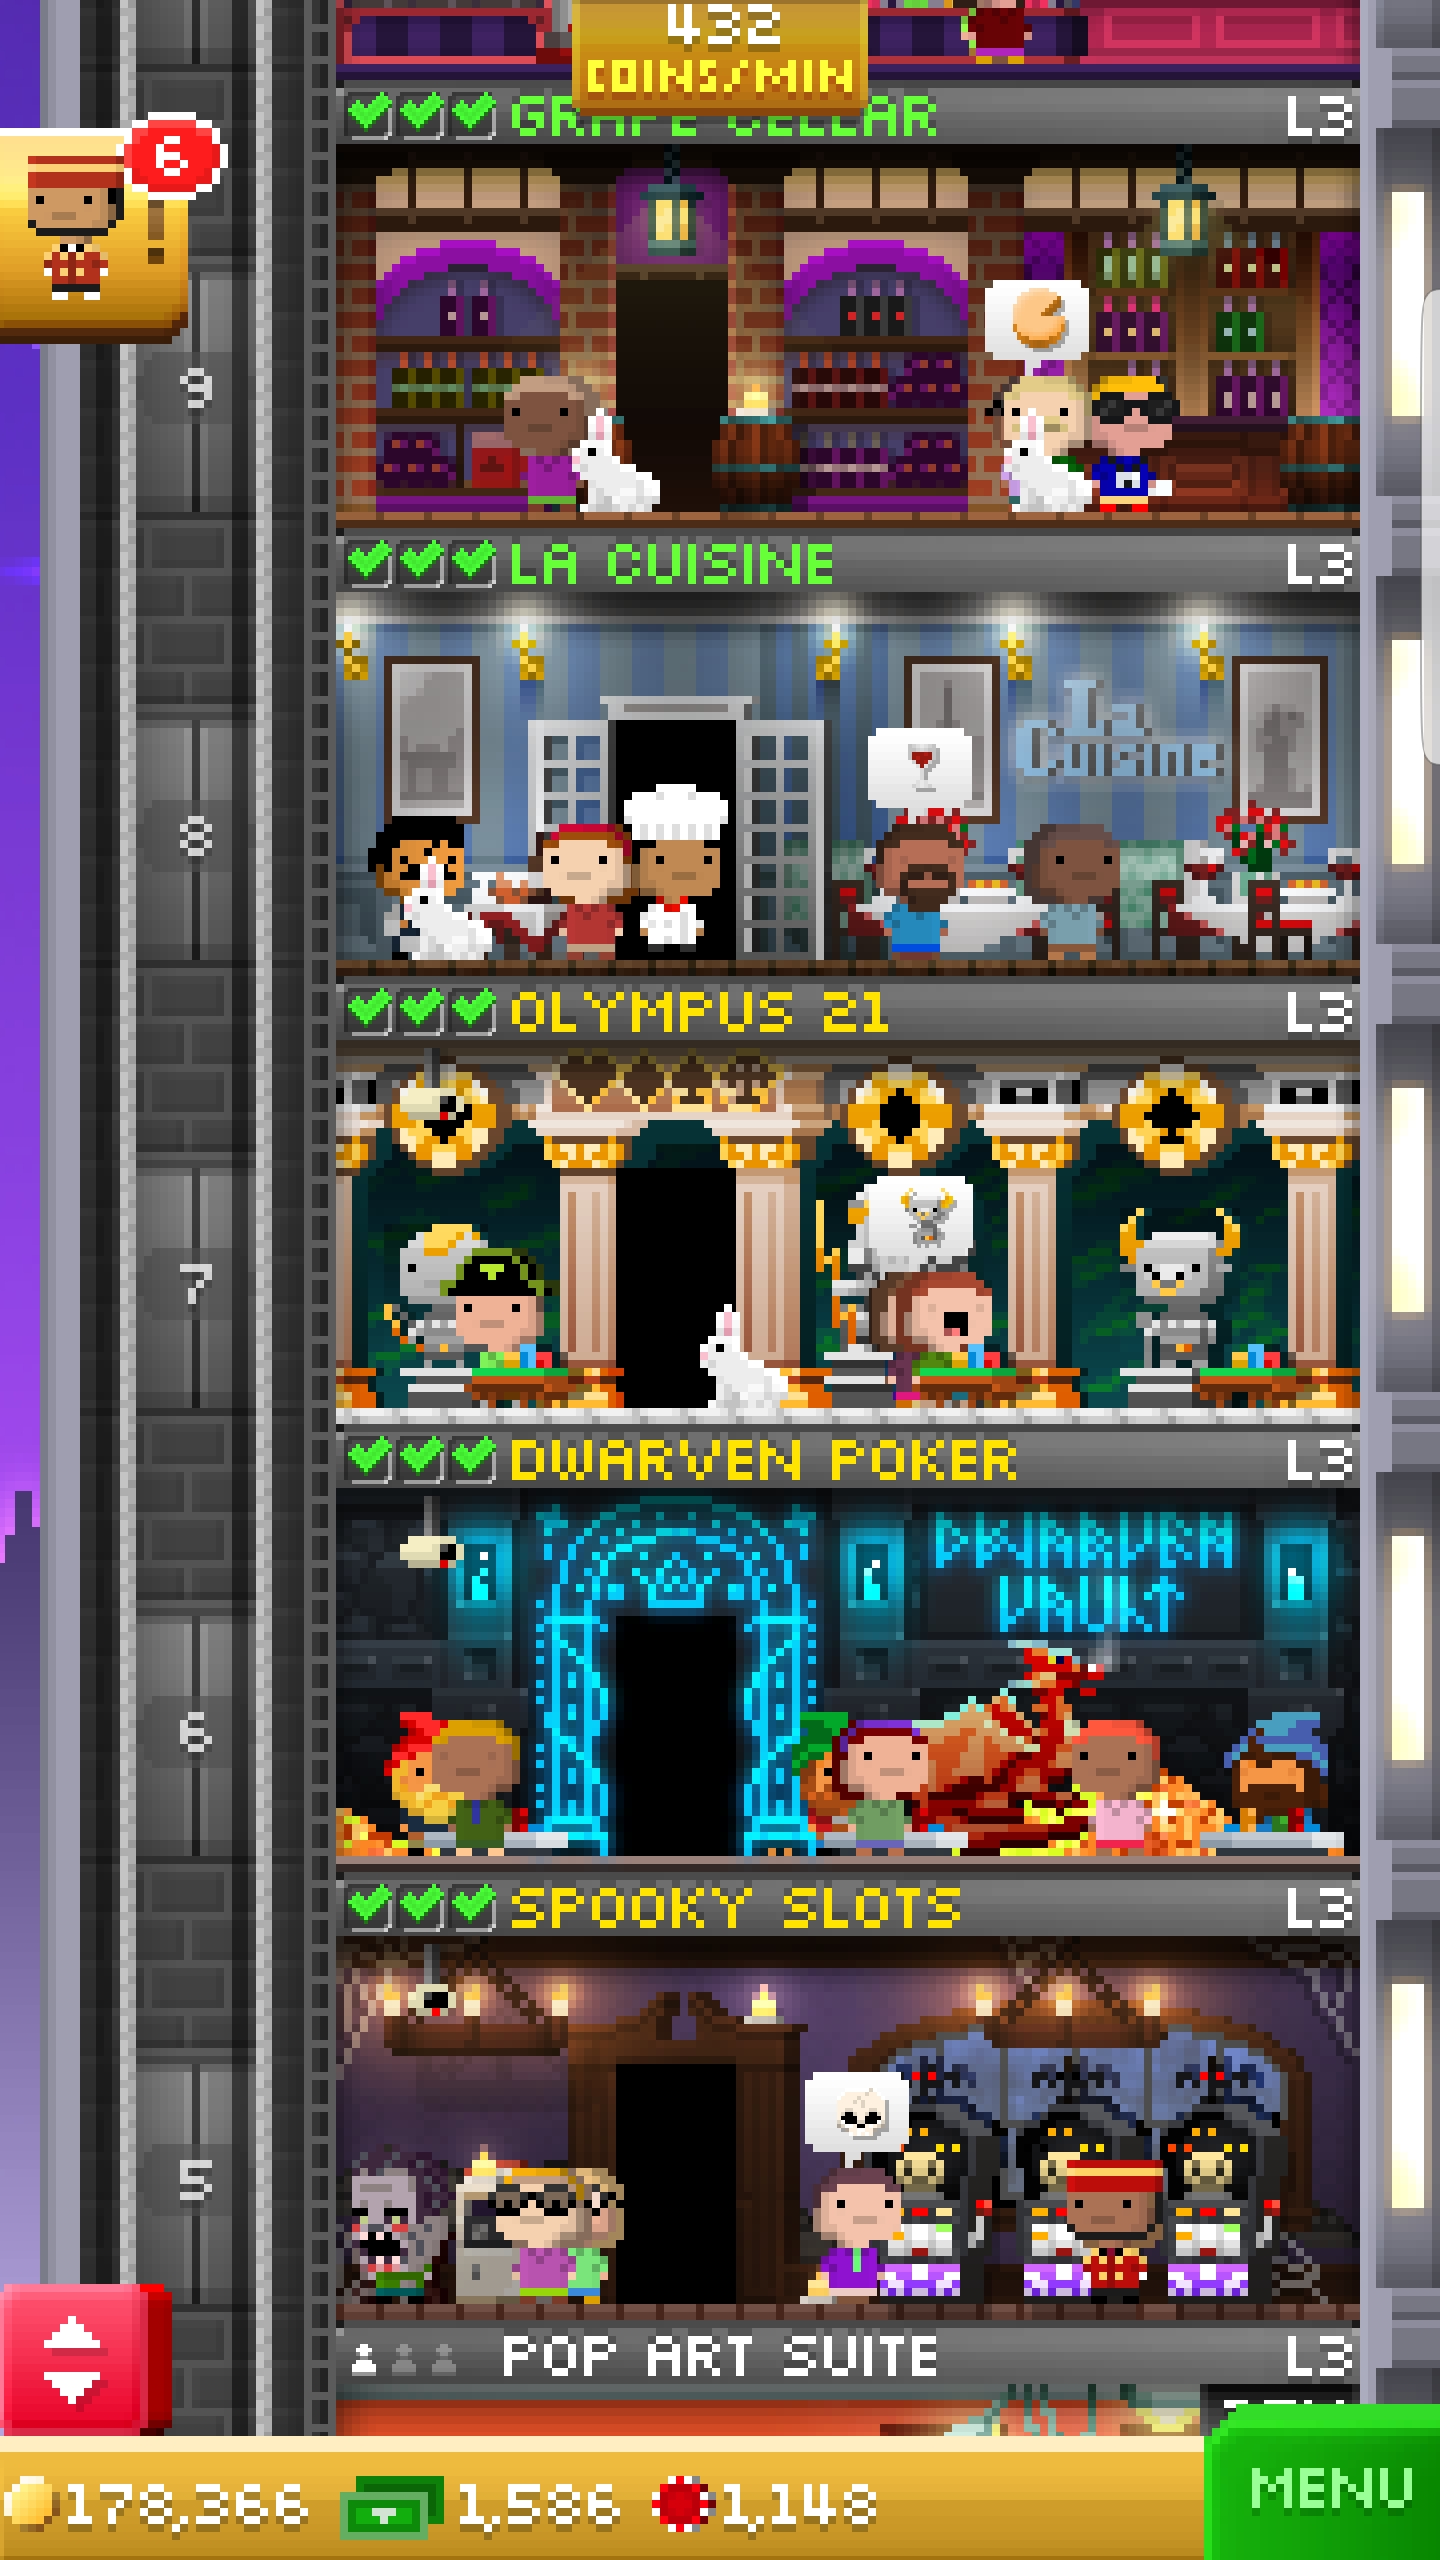 432
COINS/MIN
GRAPE CELLAR L3
6
9
LA CUISINE L3
La
Cuisine
8
OLYMPUS 21 L3
7
DWARVEN POKER L3
DWARVEN
VAULT
6
SPOOKY SLOTS L3
5
POP ART SUITE L3
178,366 1,586 1,148
MENU